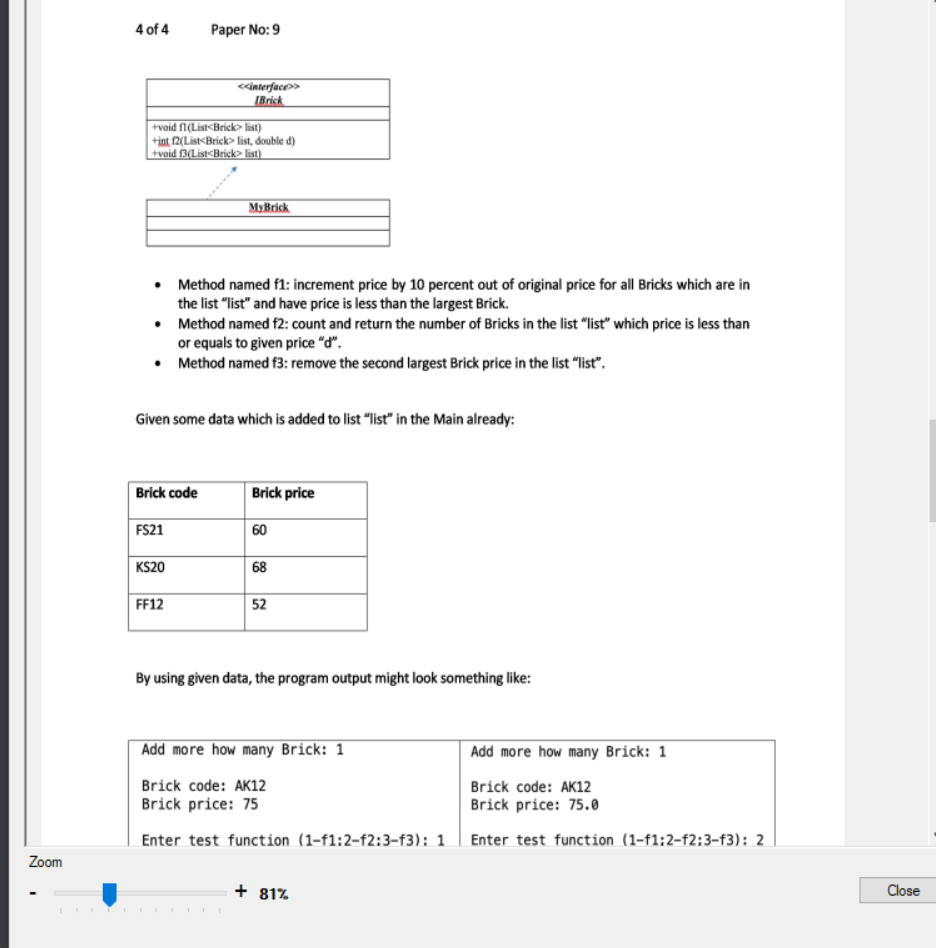 4 of 4 Paper No: 9
<<interface>>
IBrick
+void f1(List<Brick> list)
+int f2(List<Brick> list, double d)
+void f3(List<Brick> list)
MyBrick
• Method named f1: increment price by 10 percent out of original price for all Bricks which are in
the list “list” and have price is less than the largest Brick.
• Method named f2: count and return the number of Bricks in the list “list” which price is less than
or equals to given price “d”.
• Method named f3: remove the second largest Brick price in the list “list”.
Given some data which is added to list “list” in the Main already:
Brick code Brick price
FS21 60
KS20 68
FF12 52
By using given data, the program output might look something like:
Add more how many Brick: 1
Brick code: AK12
Brick price: 75
Enter test function (1-f1;2-f2;3-f3): 1
Add more how many Brick: 1
Brick code: AK12
Brick price: 75.0
Enter test function (1-f1;2-f2;3-f3): 2
Zoom
- + 81%
Close